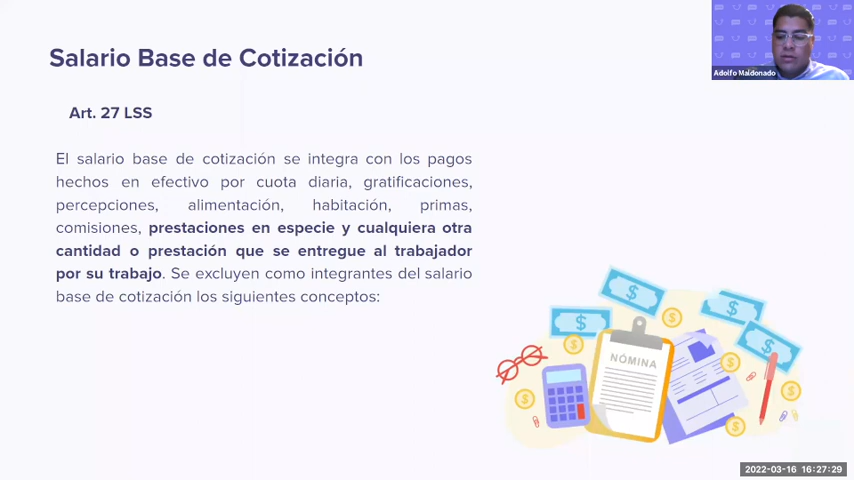 Salario Base de Cotización
Adolfo Maldonado
Art. 27 LSS
El salario base de cotización se integra con los pagos
hechos en efectivo por cuota diaria, gratificaciones,
percepciones, alimentación, habitación, primas,
comisiones, prestaciones en especie y cualquiera otra
cantidad o prestación que se entregue al trabajador
por su trabajo. Se excluyen como integrantes del salario
base de cotización los siguientes conceptos:
NÓMINA
2022-03-16 16:27:29